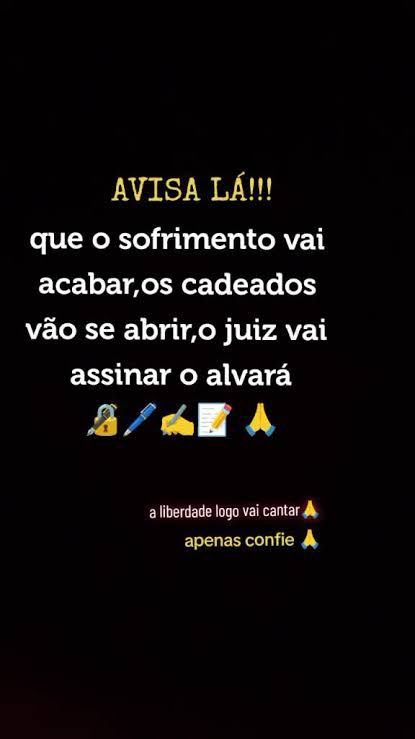 AVISA LÁ!!!
que o sofrimento vai
acabar,os cadeados
vão se abrir,o juiz vai
assinar o alvará
🔏🖊️✍️📝 🙏
a liberdade logo vai cantar🙏
apenas confie 🙏